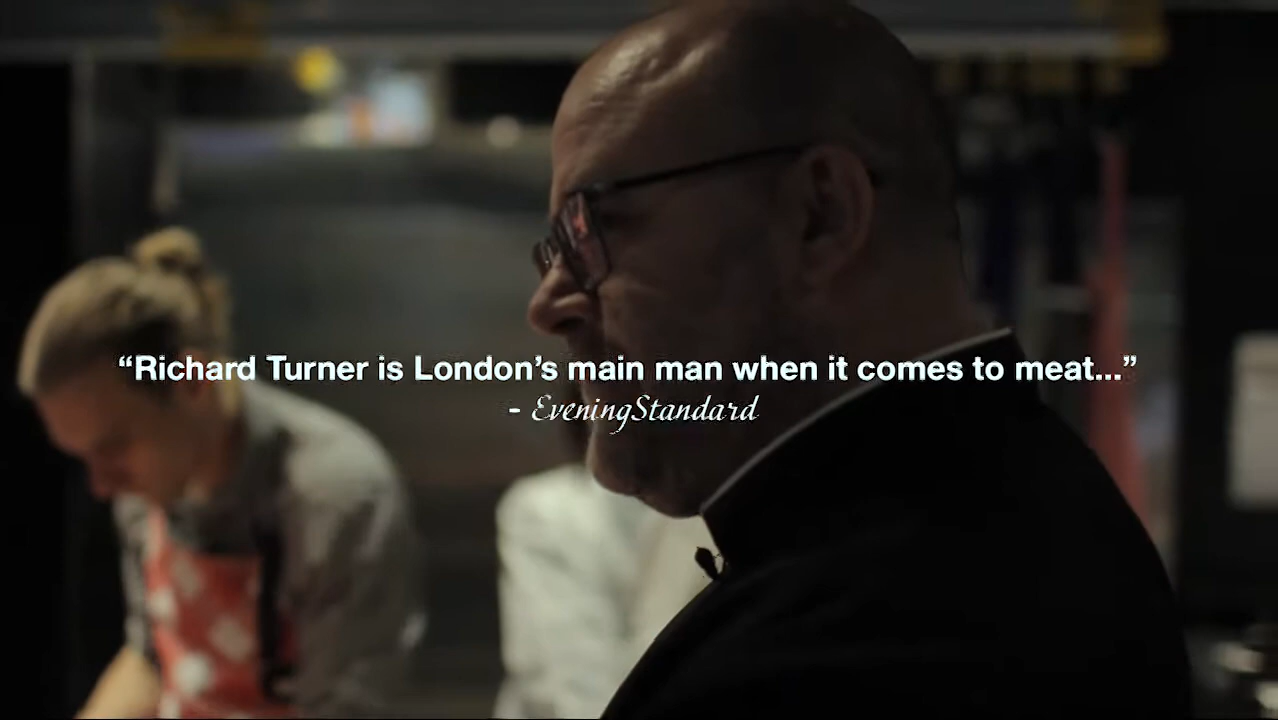 “Richard Turner is London’s main man when it comes to meat...”
- EveningStandard